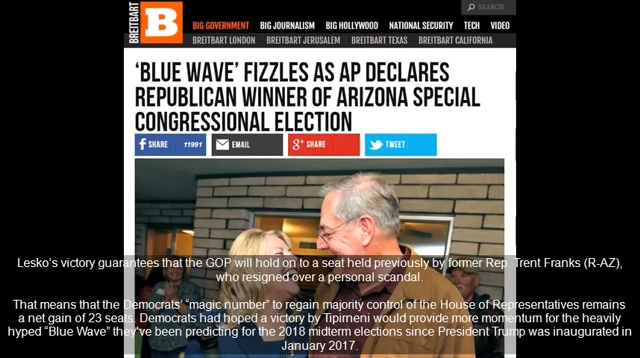 BREITBART
B
SEARCH
BIG GOVERNMENT BIG JOURNALISM BIG HOLLYWOOD NATIONAL SECURITY TECH VIDEO
BREITBART LONDON BREITBART JERUSALEM BREITBART TEXAS BREITBART CALIFORNIA
‘BLUE WAVE’ FIZZLES AS AP DECLARES
REPUBLICAN WINNER OF ARIZONA SPECIAL
CONGRESSIONAL ELECTION
f SHARE 11991 EMAIL g+ SHARE TWEET
Lesko’s victory guarantees that the GOP will hold on to a seat held previously by former Rep. Trent Franks (R-AZ),
who resigned over a personal scandal.
That means that the Democrats’ “magic number” to regain majority control of the House of Representatives remains
a net gain of 23 seats. Democrats had hoped a victory by Tipirneni would provide more momentum for the heavily
hyped “Blue Wave” they’ve been predicting for the 2018 midterm elections since President Trump was inaugurated in
January 2017.